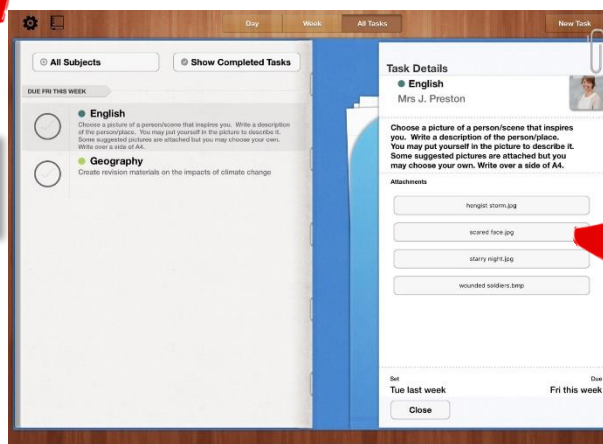 Day Week All Tasks New Task
All Subjects Show Completed Tasks
DUE FRI THIS WEEK
English
Choose a picture of a person/scene that inspires you. Write a description
of the person/place. You may put yourself in the picture to describe it.
Some suggested pictures are attached but you may choose your own.
Write over a side of A4.
Geography
Create revision materials on the impacts of climate change
Task Details
English
Mrs J. Preston
Choose a picture of a person/scene that inspires
you. Write a description of the person/place.
You may put yourself in the picture to describe it.
Some suggested pictures are attached but you
may choose your own. Write over a side of A4.
Attachments
hengist storm.jpg
scared face.jpg
starry night.jpg
wounded soldiers.bmp
Set Due
Tue last week Fri this week
Close